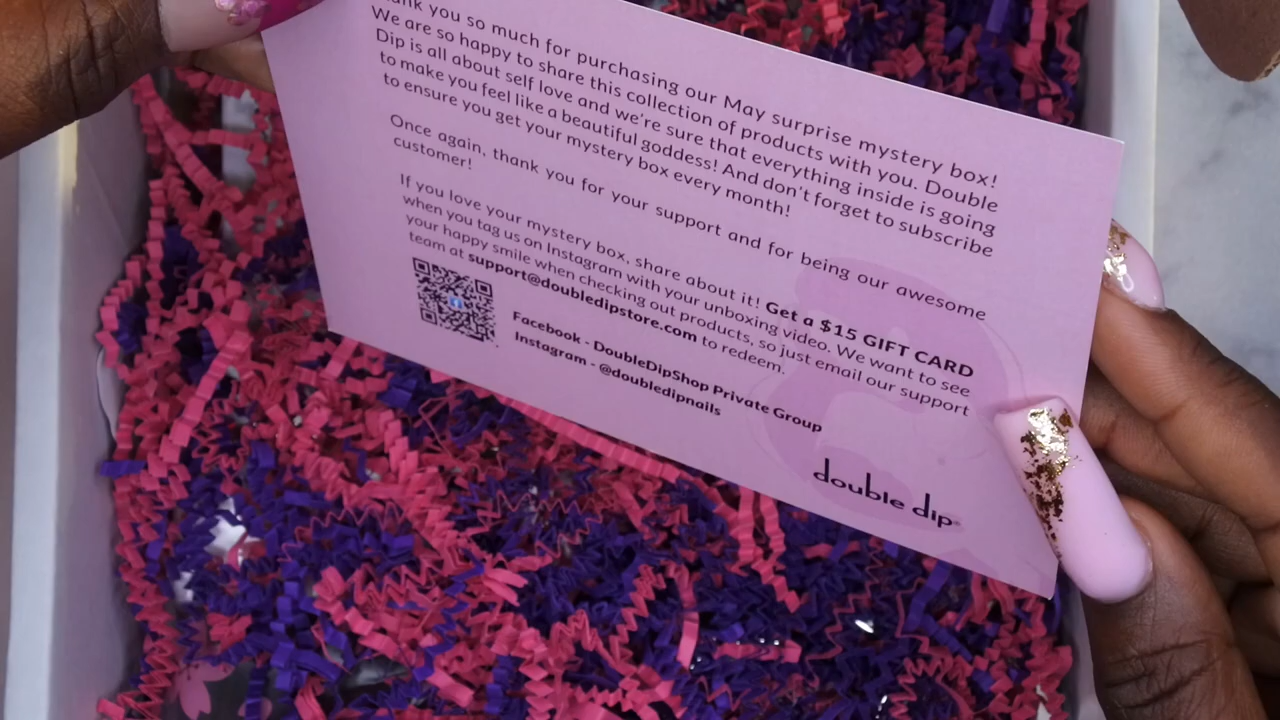 you so much for purchasing our May surprise mystery box!
We are so happy to share this collection of products with you. Double
Dip is all about self love and we're sure that everything inside is going
to make you feel like a beautiful goddess! And don't forget to subscribe
to ensure you get your mystery box every month!
Once again, thank you for your support and for being our awesome
customer!
If you love your mystery box, share about it! Get a $15 GIFT CARD
when you tag us on Instagram with your unboxing video. We want to see
your happy smile when checking out products, so just email our support
team at support@doubledipstore.com to redeem.
Facebook - DoubleDipShop Private Group
Instagram - @doubledipnails
double dip